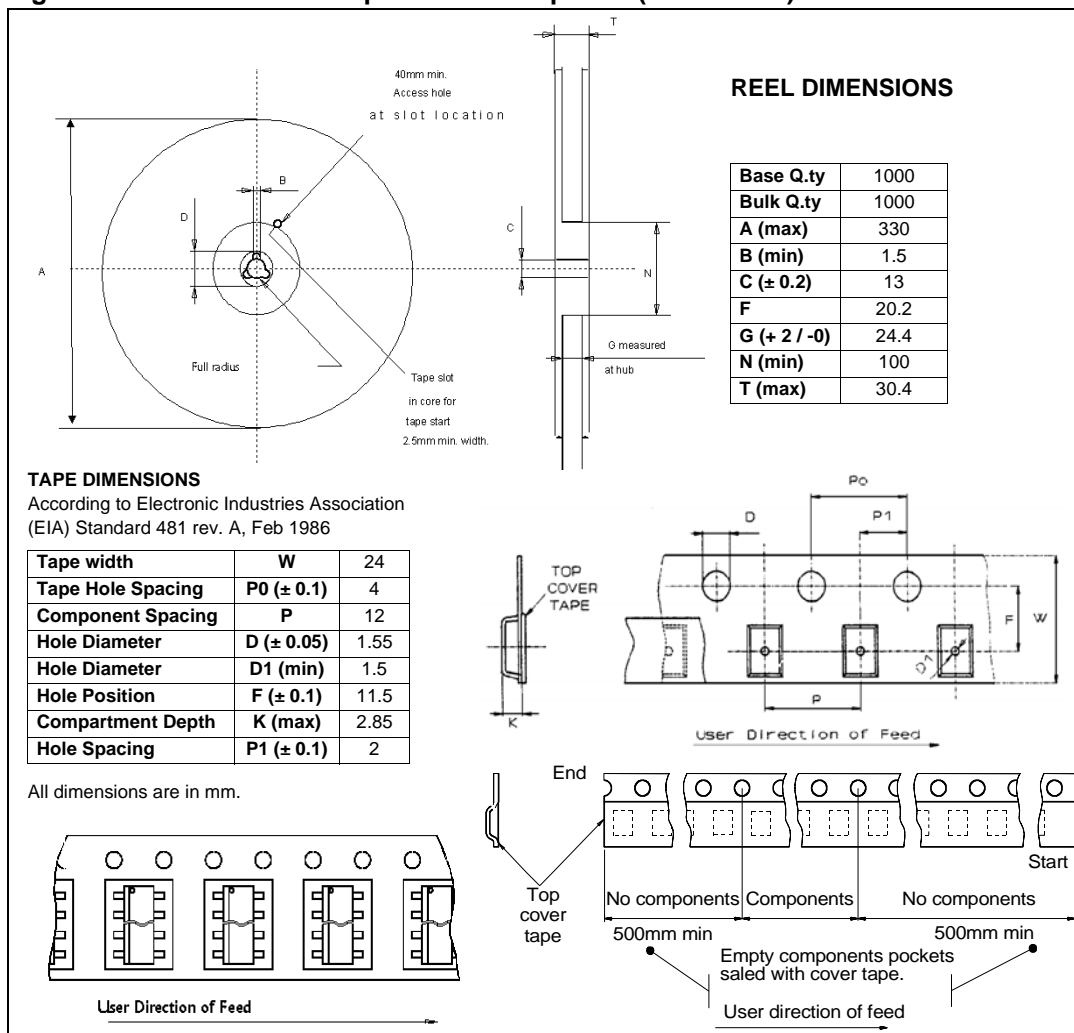 T
40mm min.
Access hole
at slot location
B
D
A
C
N
Full radius
Tape slot
in core for
tape start
2.5mm min. width.
G measured
at hub
REEL DIMENSIONS
Base Q.ty 1000
Bulk Q.ty 1000
A (max) 330
B (min) 1.5
C (± 0.2) 13
F 20.2
G (+ 2 / -0) 24.4
N (min) 100
T (max) 30.4
TAPE DIMENSIONS
According to Electronic Industries Association
(EIA) Standard 481 rev. A, Feb 1986
Tape width W 24
Tape Hole Spacing P0 (± 0.1) 4
Component Spacing P 12
Hole Diameter D (± 0.05) 1.55
Hole Diameter D1 (min) 1.5
Hole Position F (± 0.1) 11.5
Compartment Depth K (max) 2.85
Hole Spacing P1 (± 0.1) 2
All dimensions are in mm.
TOP
COVER
TAPE
K
Po
D
P1
F
W
D1
P
User Direction of Feed
End
Start
Top
cover
tape
No components
Components
No components
500mm min
500mm min
Empty components pockets
saled with cover tape.
User direction of feed
User Direction of Feed